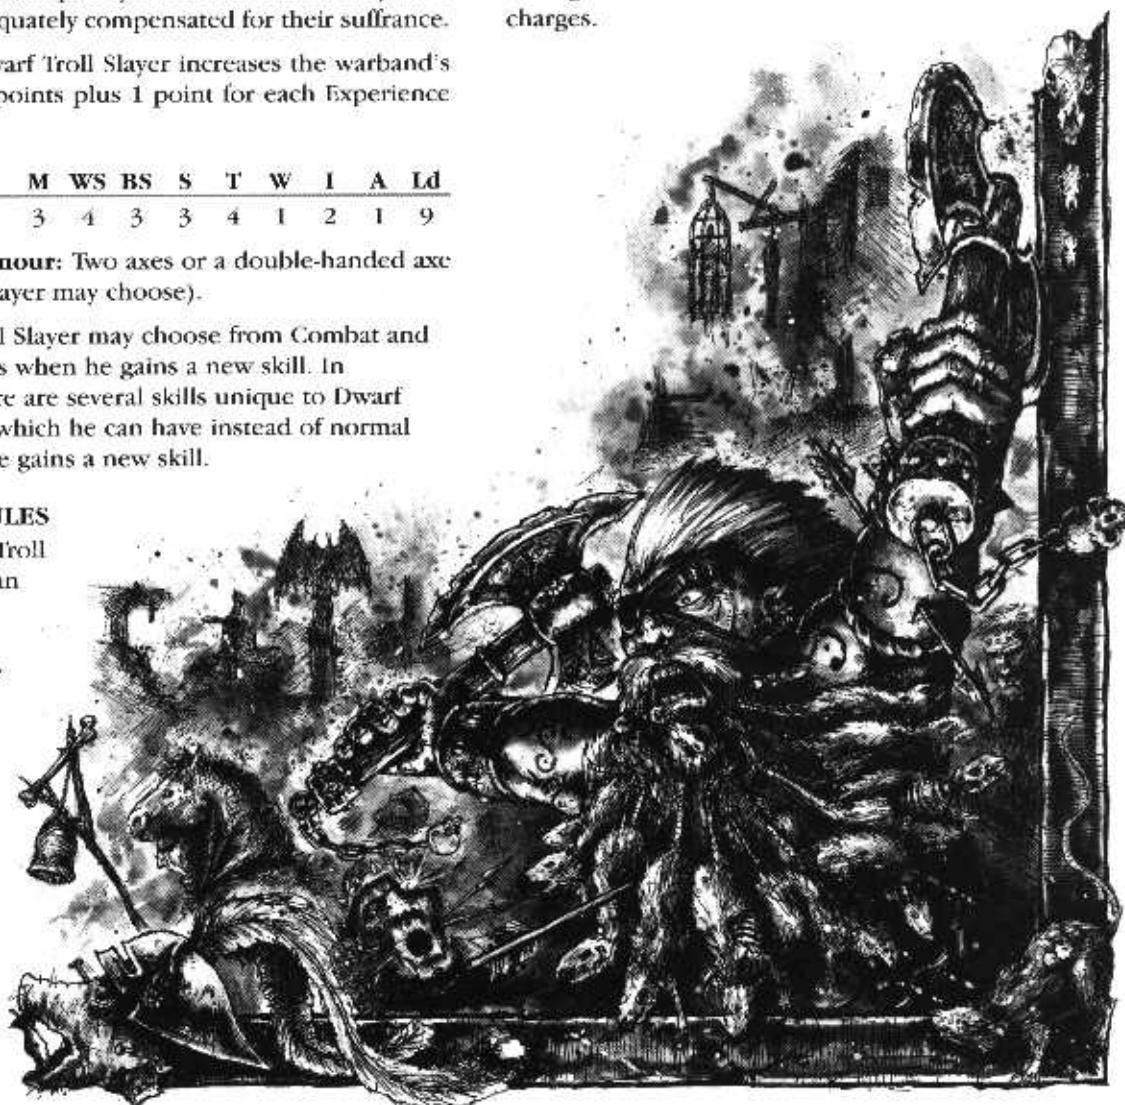 quately compensated for their suffrance.
arf Troll Slayer increases the warband's
points plus 1 point for each Experience
M WS BS S T W I A Ld
3 4 3 3 4 1 2 1 9
mour: Two axes or a double-handed axe
ayer may choose).
l Slayer may choose from Combat and
s when he gains a new skill. In
re are several skills unique to Dwarf
which he can have instead of normal
e gains a new skill.
ULES
Troll
an
charges.